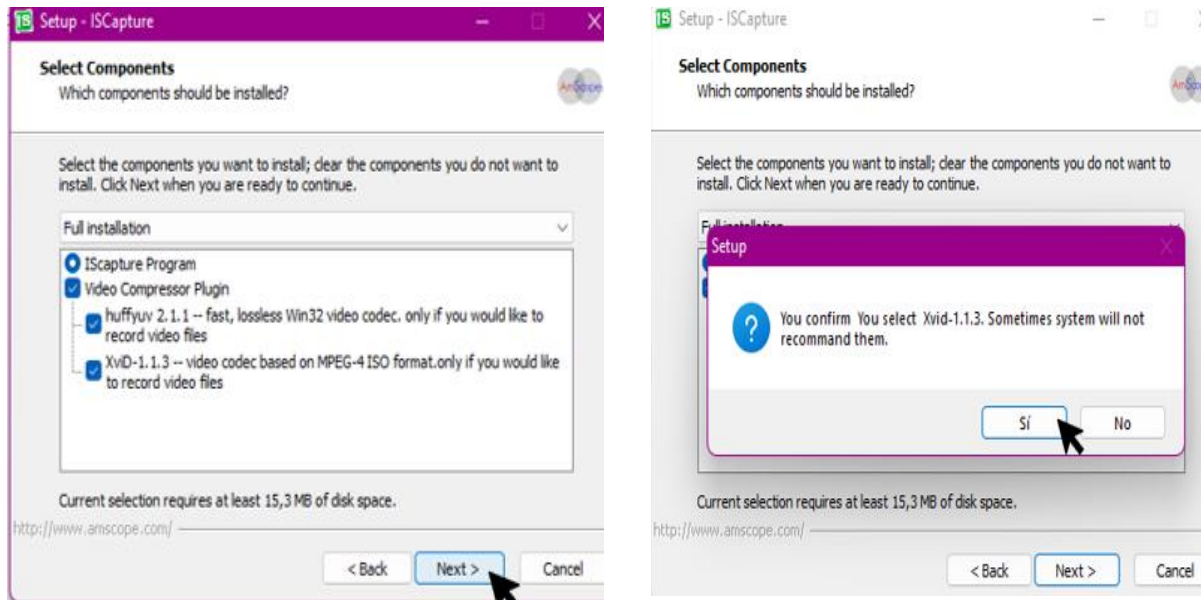 Setup - ISCapture
Select Components
Which components should be installed?
AmScope
Select the components you want to install; clear the components you do not want to
install. Click Next when you are ready to continue.
Full installation
IScapture Program
Video Compressor Plugin
huffyuv 2.1.1 -- fast, lossless Win32 video codec. only if you would like to
record video files
XviD-1.1.3 -- video codec based on MPEG-4 ISO format.only if you would like
to record video files
Current selection requires at least 15,3 MB of disk space.
http://www.amscope.com/
< Back
Next >
Cancel
Setup - ISCapture
Select Components
Which components should be installed?
Select the components you want to install; clear the components you do not want to
install. Click Next when you are ready to continue.
Setup
You confirm You select Xvid-1.1.3. Sometimes system will not
recommand them.
Sí
No
Current selection requires at least 15,3 MB of disk space.
http://www.amscope.com/
< Back
Next >
Cancel